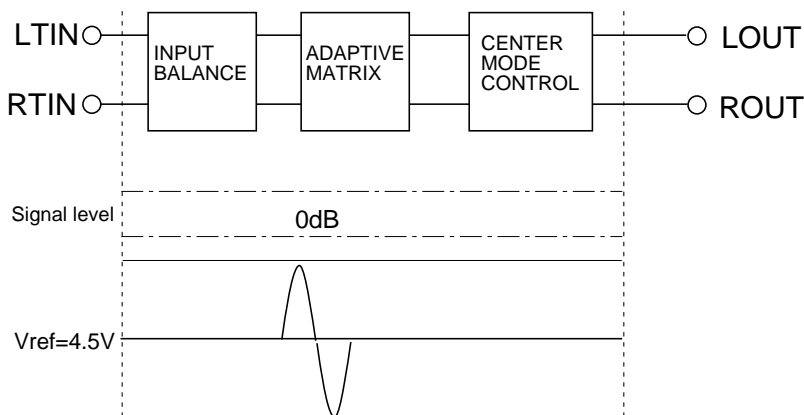 LTIN
INPUT
BALANCE
ADAPTIVE
MATRIX
CENTER
MODE
CONTROL
LOUT
RTIN
ROUT
Signal level
0dB
Vref=4.5V